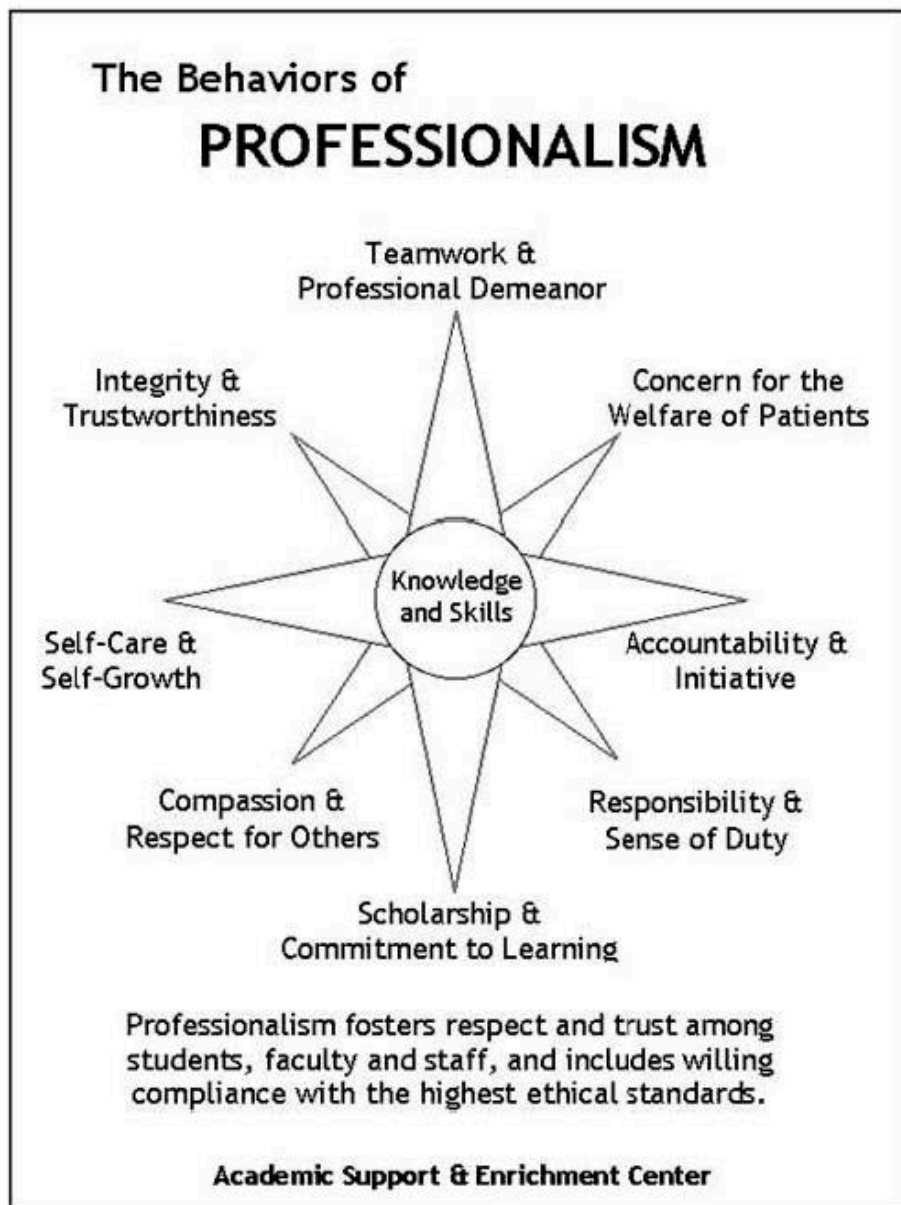 The Behaviors of
PROFESSIONALISM
Teamwork &
Professional Demeanor
Integrity &
Trustworthiness
Concern for the
Welfare of Patients
Knowledge
and Skills
Self-Care &
Self-Growth
Accountability &
Initiative
Compassion &
Respect for Others
Responsibility &
Sense of Duty
Scholarship &
Commitment to Learning
Professionalism fosters respect and trust among
students, faculty and staff, and includes willing
compliance with the highest ethical standards.
Academic Support & Enrichment Center